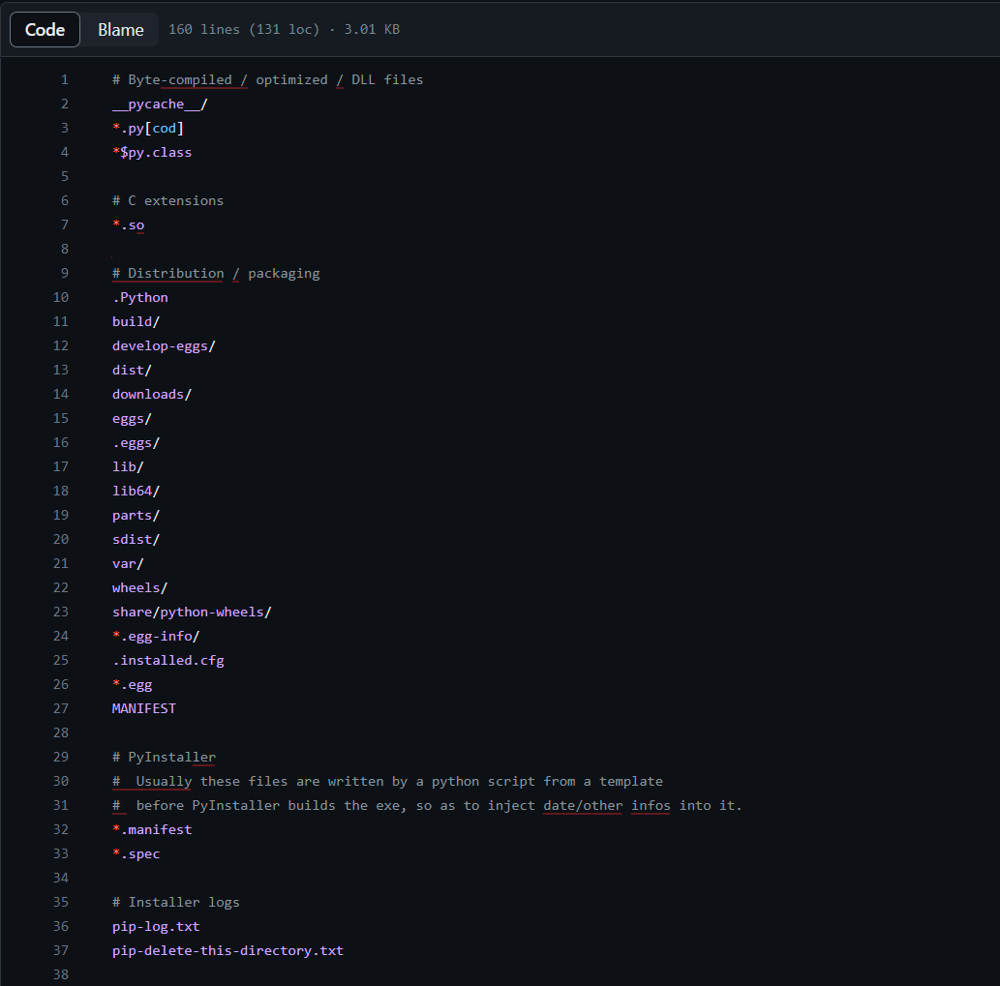 Code Blame 160 lines (131 loc) · 3.01 KB
1 # Byte-compiled / optimized / DLL files
2 __pycache__/
3 *.py[cod]
4 *$py.class
5
6 # C extensions
7 *.so
8
9 # Distribution / packaging
10 .Python
11 build/
12 develop-eggs/
13 dist/
14 downloads/
15 eggs/
16 .eggs/
17 lib/
18 lib64/
19 parts/
20 sdist/
21 var/
22 wheels/
23 share/python-wheels/
24 *.egg-info/
25 .installed.cfg
26 *.egg
27 MANIFEST
28
29 # PyInstaller
30 #  Usually these files are written by a python script from a template
31 #  before PyInstaller builds the exe, so as to inject date/other infos into it.
32 *.manifest
33 *.spec
34
35 # Installer logs
36 pip-log.txt
37 pip-delete-this-directory.txt
38